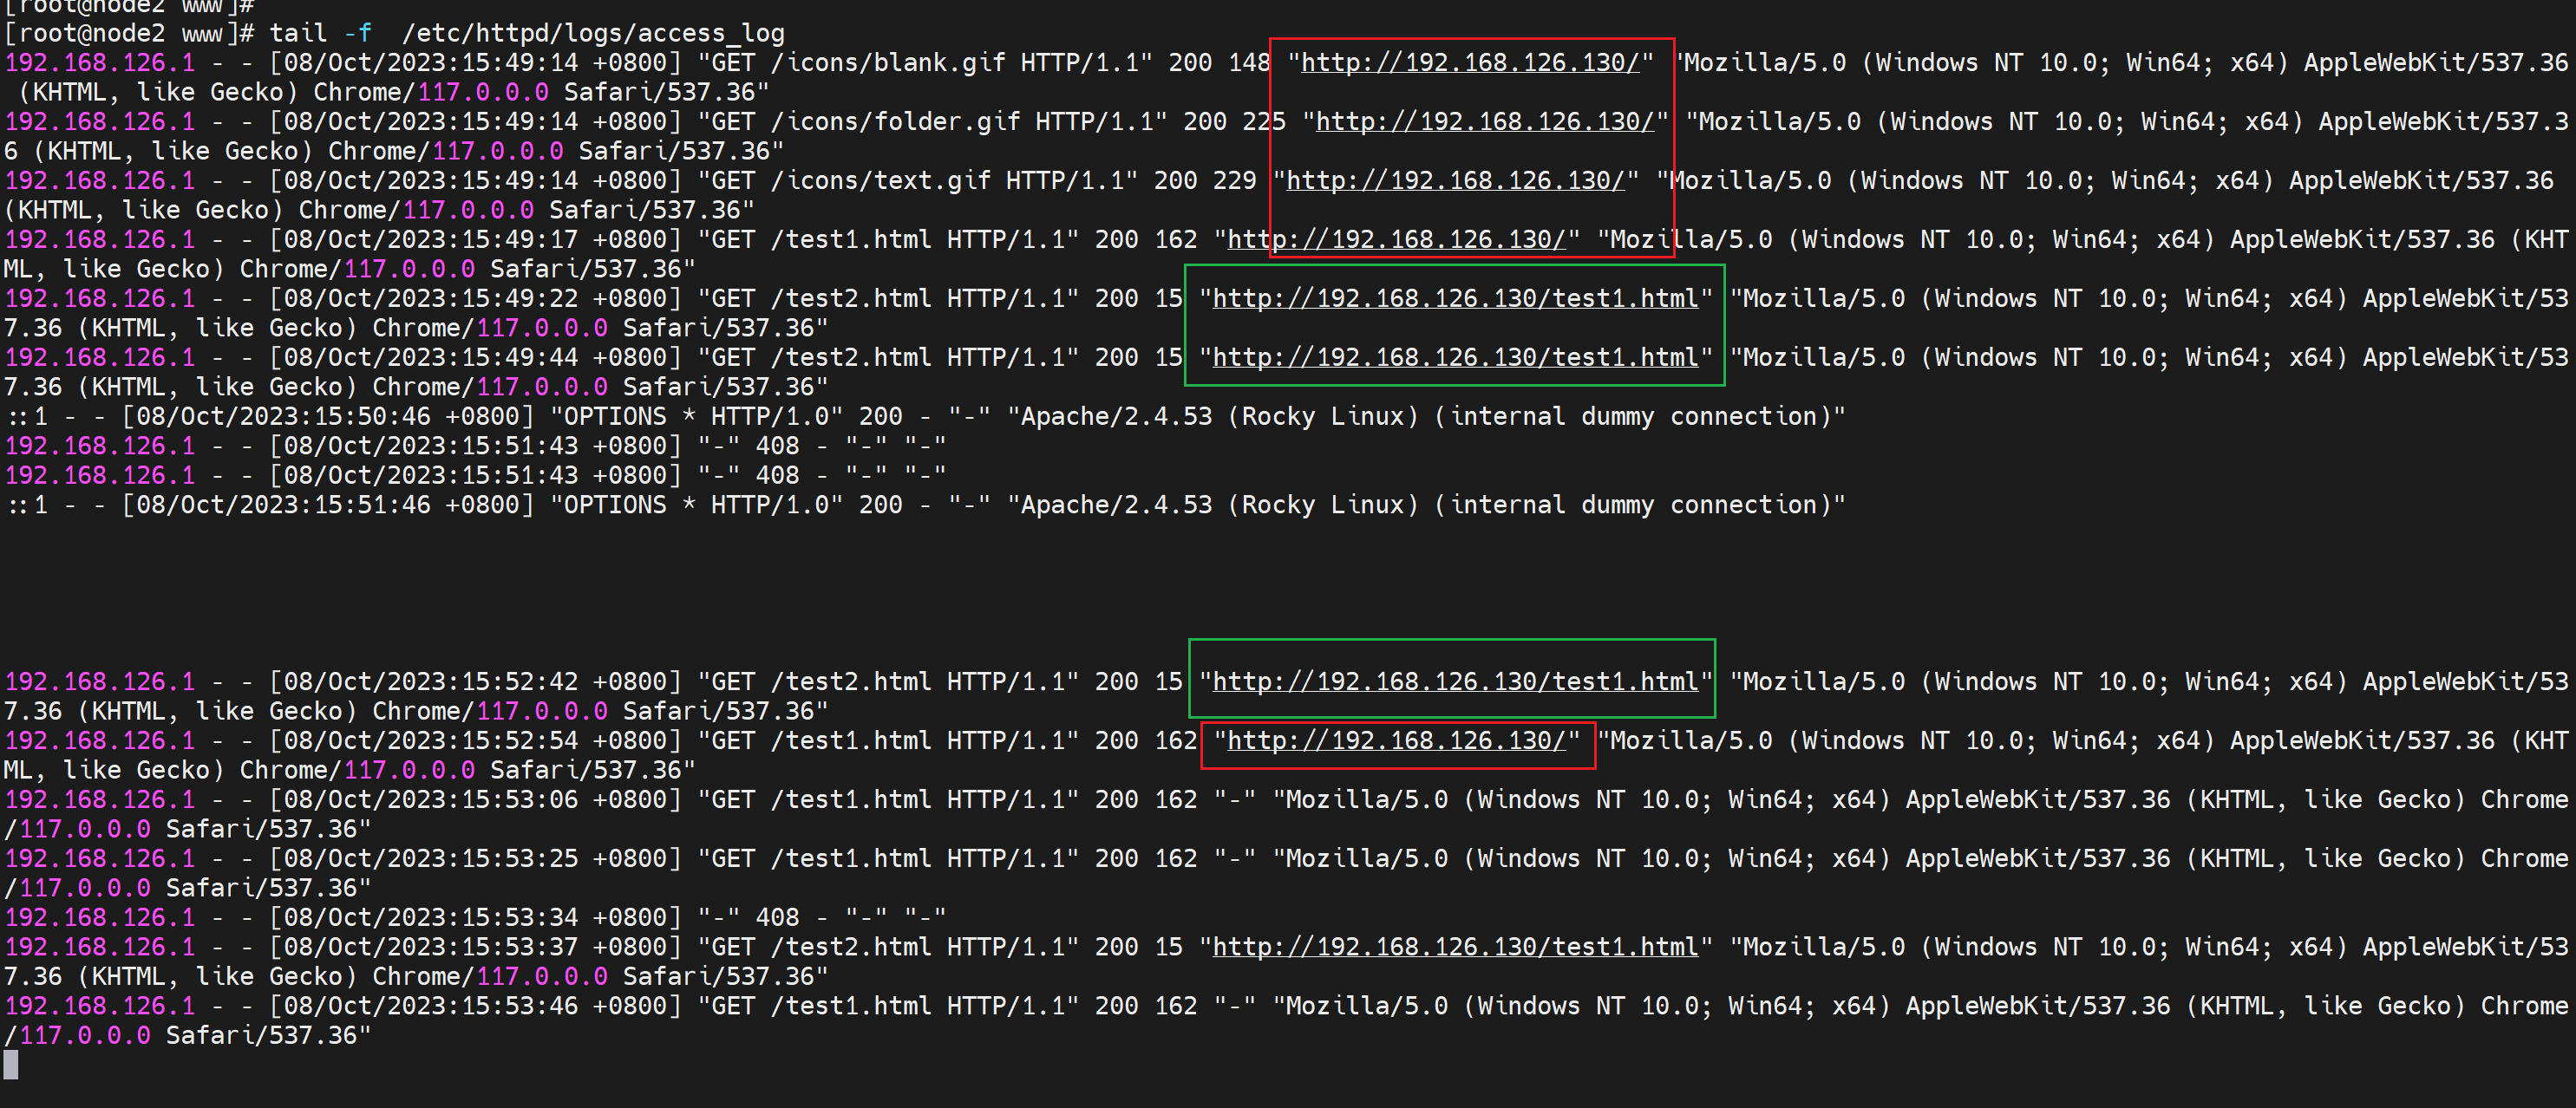 [root@node2 www]#
[root@node2 www]# tail -f  /etc/httpd/logs/access_log
192.168.126.1 - - [08/Oct/2023:15:49:14 +0800] "GET /icons/blank.gif HTTP/1.1" 200 148 "http://192.168.126.130/" "Mozilla/5.0 (Windows NT 10.0; Win64; x64) AppleWebKit/537.36
 (KHTML, like Gecko) Chrome/117.0.0.0 Safari/537.36"
192.168.126.1 - - [08/Oct/2023:15:49:14 +0800] "GET /icons/folder.gif HTTP/1.1" 200 225 "http://192.168.126.130/" "Mozilla/5.0 (Windows NT 10.0; Win64; x64) AppleWebKit/537.3
6 (KHTML, like Gecko) Chrome/117.0.0.0 Safari/537.36"
192.168.126.1 - - [08/Oct/2023:15:49:14 +0800] "GET /icons/text.gif HTTP/1.1" 200 229 "http://192.168.126.130/" "Mozilla/5.0 (Windows NT 10.0; Win64; x64) AppleWebKit/537.36
(KHTML, like Gecko) Chrome/117.0.0.0 Safari/537.36"
192.168.126.1 - - [08/Oct/2023:15:49:17 +0800] "GET /test1.html HTTP/1.1" 200 162 "http://192.168.126.130/" "Mozilla/5.0 (Windows NT 10.0; Win64; x64) AppleWebKit/537.36 (KHT
ML, like Gecko) Chrome/117.0.0.0 Safari/537.36"
192.168.126.1 - - [08/Oct/2023:15:49:22 +0800] "GET /test2.html HTTP/1.1" 200 15 "http://192.168.126.130/test1.html" "Mozilla/5.0 (Windows NT 10.0; Win64; x64) AppleWebKit/53
7.36 (KHTML, like Gecko) Chrome/117.0.0.0 Safari/537.36"
192.168.126.1 - - [08/Oct/2023:15:49:44 +0800] "GET /test2.html HTTP/1.1" 200 15 "http://192.168.126.130/test1.html" "Mozilla/5.0 (Windows NT 10.0; Win64; x64) AppleWebKit/53
7.36 (KHTML, like Gecko) Chrome/117.0.0.0 Safari/537.36"
::1 - - [08/Oct/2023:15:50:46 +0800] "OPTIONS * HTTP/1.0" 200 - "-" "Apache/2.4.53 (Rocky Linux) (internal dummy connection)"
192.168.126.1 - - [08/Oct/2023:15:51:43 +0800] "-" 408 - "-" "-"
192.168.126.1 - - [08/Oct/2023:15:51:43 +0800] "-" 408 - "-" "-"
::1 - - [08/Oct/2023:15:51:46 +0800] "OPTIONS * HTTP/1.0" 200 - "-" "Apache/2.4.53 (Rocky Linux) (internal dummy connection)"
192.168.126.1 - - [08/Oct/2023:15:52:42 +0800] "GET /test2.html HTTP/1.1" 200 15 "http://192.168.126.130/test1.html" "Mozilla/5.0 (Windows NT 10.0; Win64; x64) AppleWebKit/53
7.36 (KHTML, like Gecko) Chrome/117.0.0.0 Safari/537.36"
192.168.126.1 - - [08/Oct/2023:15:52:54 +0800] "GET /test1.html HTTP/1.1" 200 162 "http://192.168.126.130/" "Mozilla/5.0 (Windows NT 10.0; Win64; x64) AppleWebKit/537.36 (KHT
ML, like Gecko) Chrome/117.0.0.0 Safari/537.36"
192.168.126.1 - - [08/Oct/2023:15:53:06 +0800] "GET /test1.html HTTP/1.1" 200 162 "-" "Mozilla/5.0 (Windows NT 10.0; Win64; x64) AppleWebKit/537.36 (KHTML, like Gecko) Chrome
/117.0.0.0 Safari/537.36"
192.168.126.1 - - [08/Oct/2023:15:53:25 +0800] "GET /test1.html HTTP/1.1" 200 162 "-" "Mozilla/5.0 (Windows NT 10.0; Win64; x64) AppleWebKit/537.36 (KHTML, like Gecko) Chrome
/117.0.0.0 Safari/537.36"
192.168.126.1 - - [08/Oct/2023:15:53:34 +0800] "-" 408 - "-" "-"
192.168.126.1 - - [08/Oct/2023:15:53:37 +0800] "GET /test2.html HTTP/1.1" 200 15 "http://192.168.126.130/test1.html" "Mozilla/5.0 (Windows NT 10.0; Win64; x64) AppleWebKit/53
7.36 (KHTML, like Gecko) Chrome/117.0.0.0 Safari/537.36"
192.168.126.1 - - [08/Oct/2023:15:53:46 +0800] "GET /test1.html HTTP/1.1" 200 162 "-" "Mozilla/5.0 (Windows NT 10.0; Win64; x64) AppleWebKit/537.36 (KHTML, like Gecko) Chrome
/117.0.0.0 Safari/537.36"